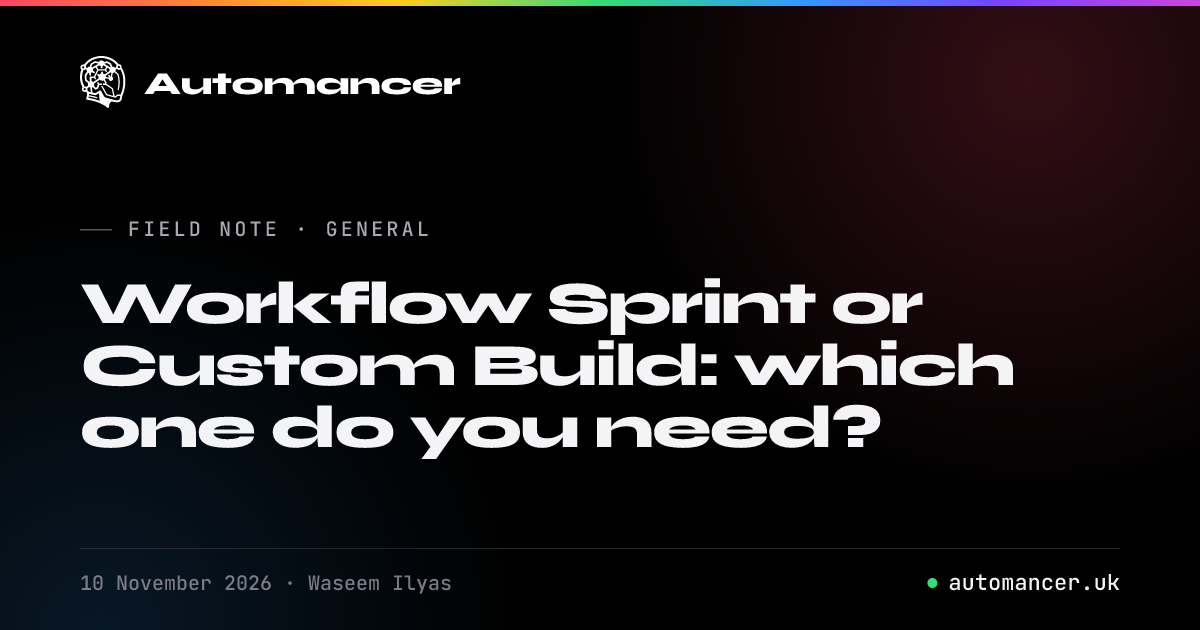 Automancer
FIELD NOTE · GENERAL
Workflow Sprint or
Custom Build: which
one do you need?
10 November 2026 · Waseem Ilyas
automancer.uk